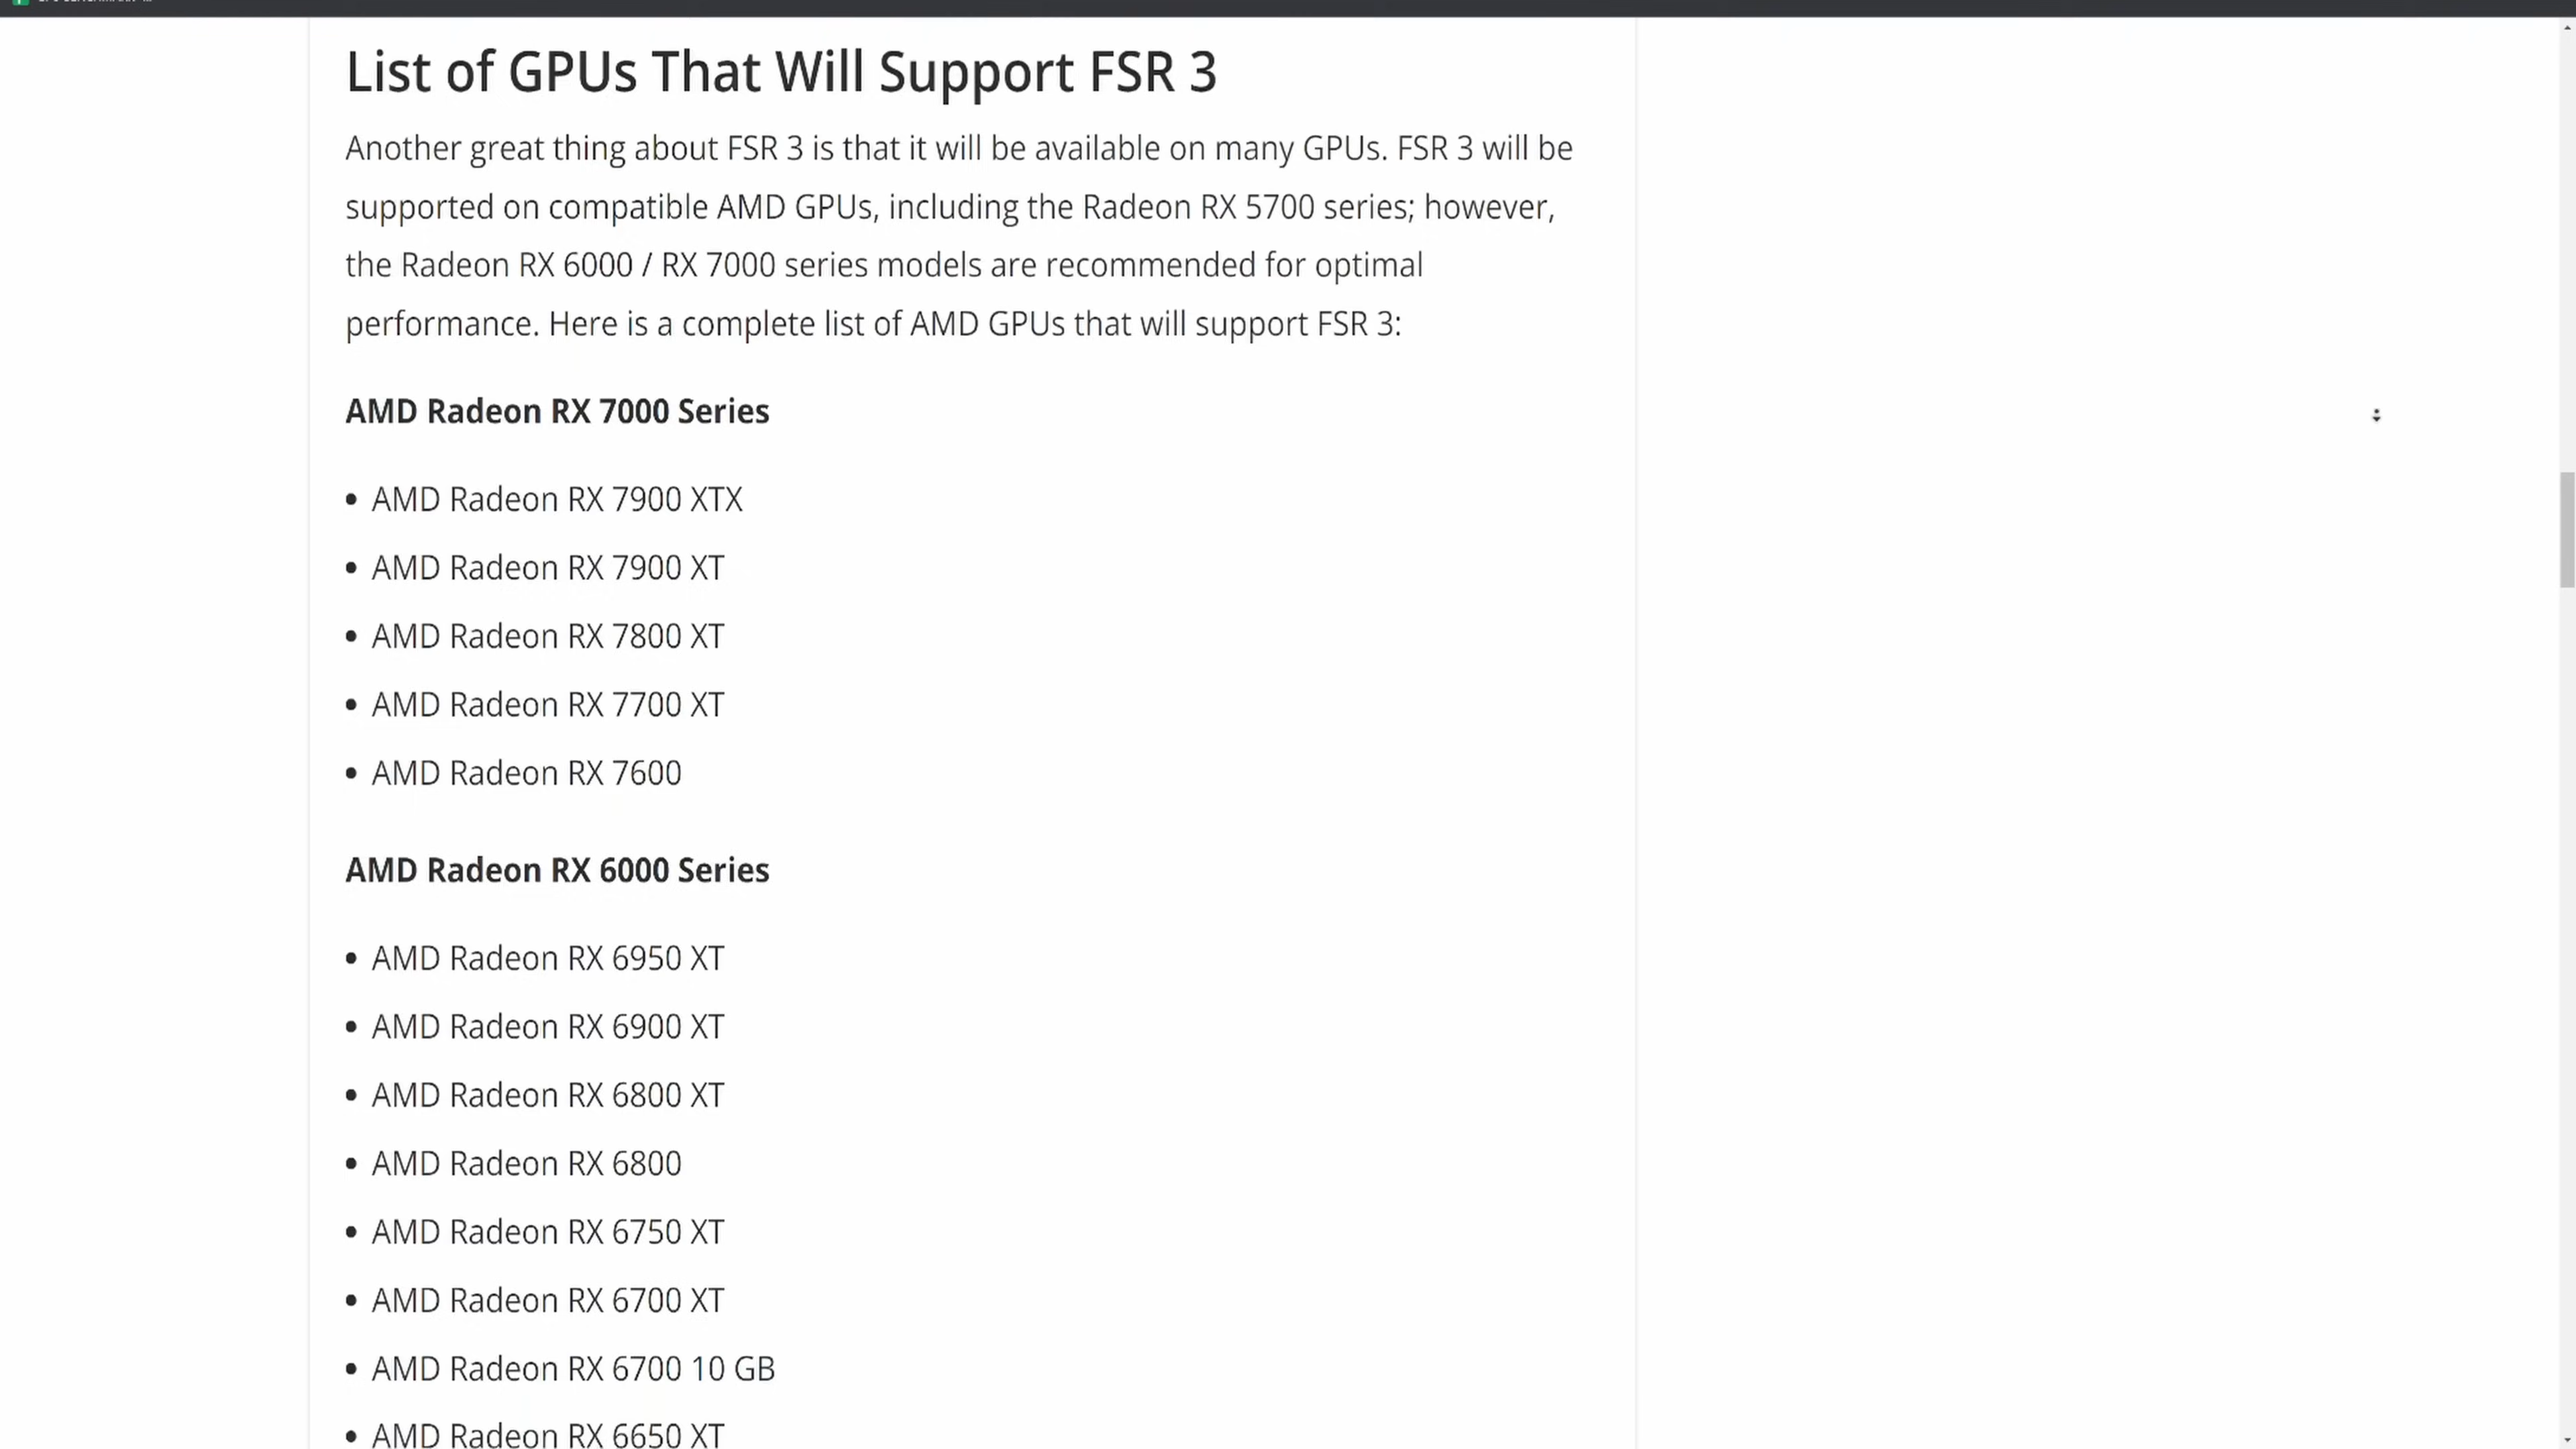 List of GPUs That Will Support FSR 3
Another great thing about FSR 3 is that it will be available on many GPUs. FSR 3 will be
supported on compatible AMD GPUs, including the Radeon RX 5700 series; however,
the Radeon RX 6000 / RX 7000 series models are recommended for optimal
performance. Here is a complete list of AMD GPUs that will support FSR 3:
AMD Radeon RX 7000 Series
• AMD Radeon RX 7900 XTX
• AMD Radeon RX 7900 XT
• AMD Radeon RX 7800 XT
• AMD Radeon RX 7700 XT
• AMD Radeon RX 7600
AMD Radeon RX 6000 Series
• AMD Radeon RX 6950 XT
• AMD Radeon RX 6900 XT
• AMD Radeon RX 6800 XT
• AMD Radeon RX 6800
• AMD Radeon RX 6750 XT
• AMD Radeon RX 6700 XT
• AMD Radeon RX 6700 10 GB
• AMD Radeon RX 6650 XT